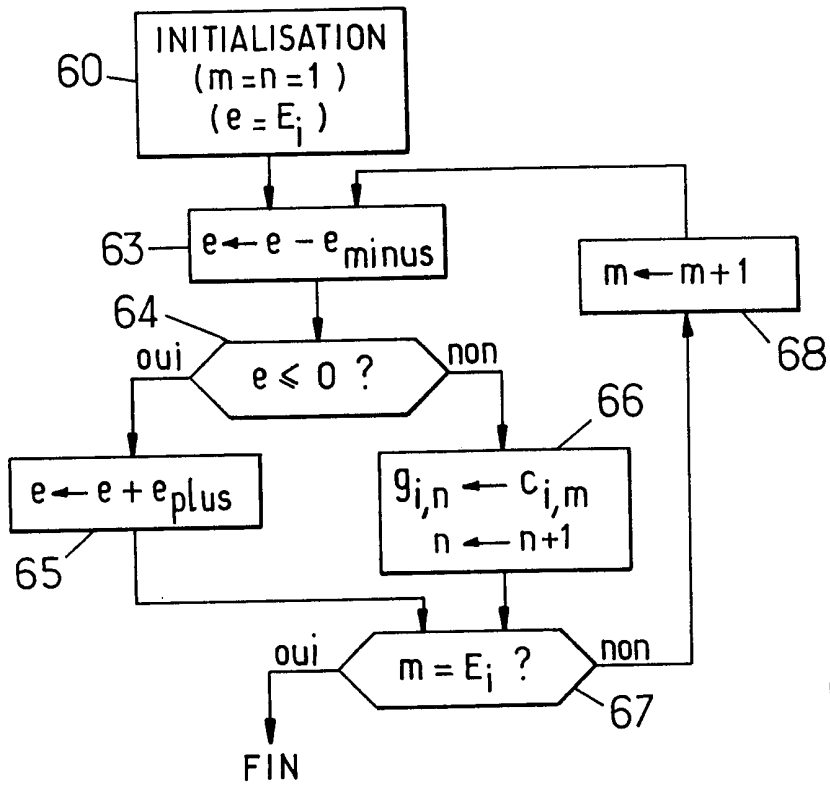 INITIALISATION
(m=n=1)
(e=E_i)
60
e ← e - e_minus
63
m ← m+1
68
64
oui
e ⩽ 0 ?
non
66
e ← e + e_plus
65
g_i,n ← c_i,m
n ← n+1
oui
m = E_i ?
non
67
FIN